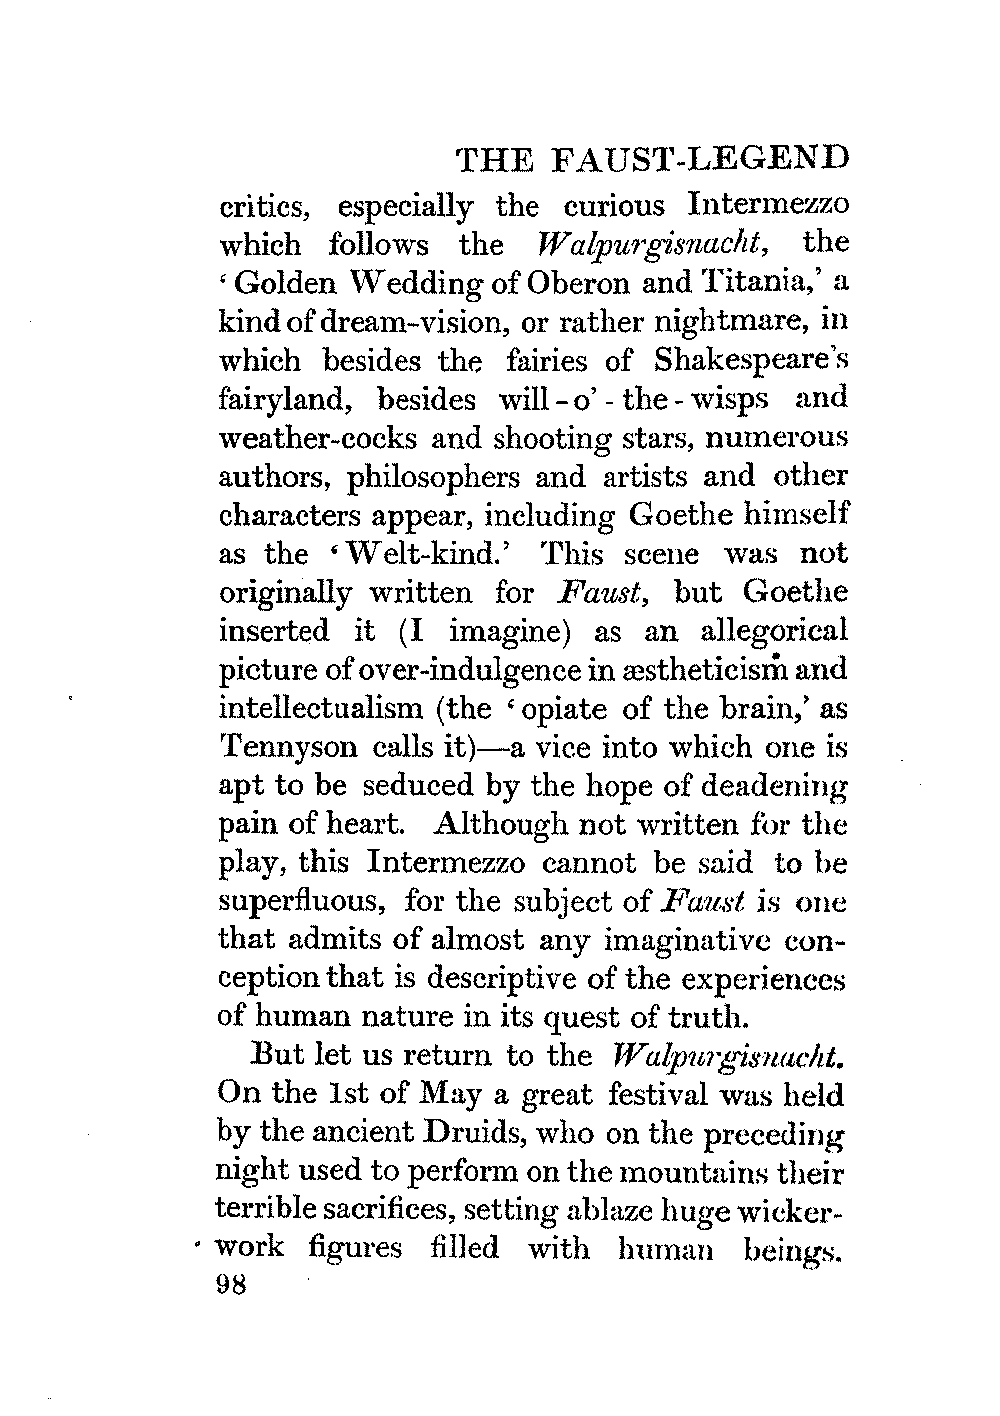 THE FAUST-LEGEND
critics, especially the curious Intermezzo
which follows the Walpurgisnacht, the
‘Golden Wedding of Oberon and Titania,’ a
kind of dream-vision, or rather nightmare, in
which besides the fairies of Shakespeare’s
fairyland, besides will-o’-the-wisps and
weather-cocks and shooting stars, numerous
authors, philosophers and artists and other
characters appear, including Goethe himself
as the ‘Welt-kind.’ This scene was not
originally written for Faust, but Goethe
inserted it (I imagine) as an allegorical
picture of over-indulgence in æstheticism and
intellectualism (the ‘opiate of the brain,’ as
Tennyson calls it)—a vice into which one is
apt to be seduced by the hope of deadening
pain of heart. Although not written for the
play, this Intermezzo cannot be said to be
superfluous, for the subject of Faust is one
that admits of almost any imaginative con-
ception that is descriptive of the experiences
of human nature in its quest of truth.
But let us return to the Walpurgisnacht.
On the 1st of May a great festival was held
by the ancient Druids, who on the preceding
night used to perform on the mountains their
terrible sacrifices, setting ablaze huge wicker-
work figures filled with human beings.
98